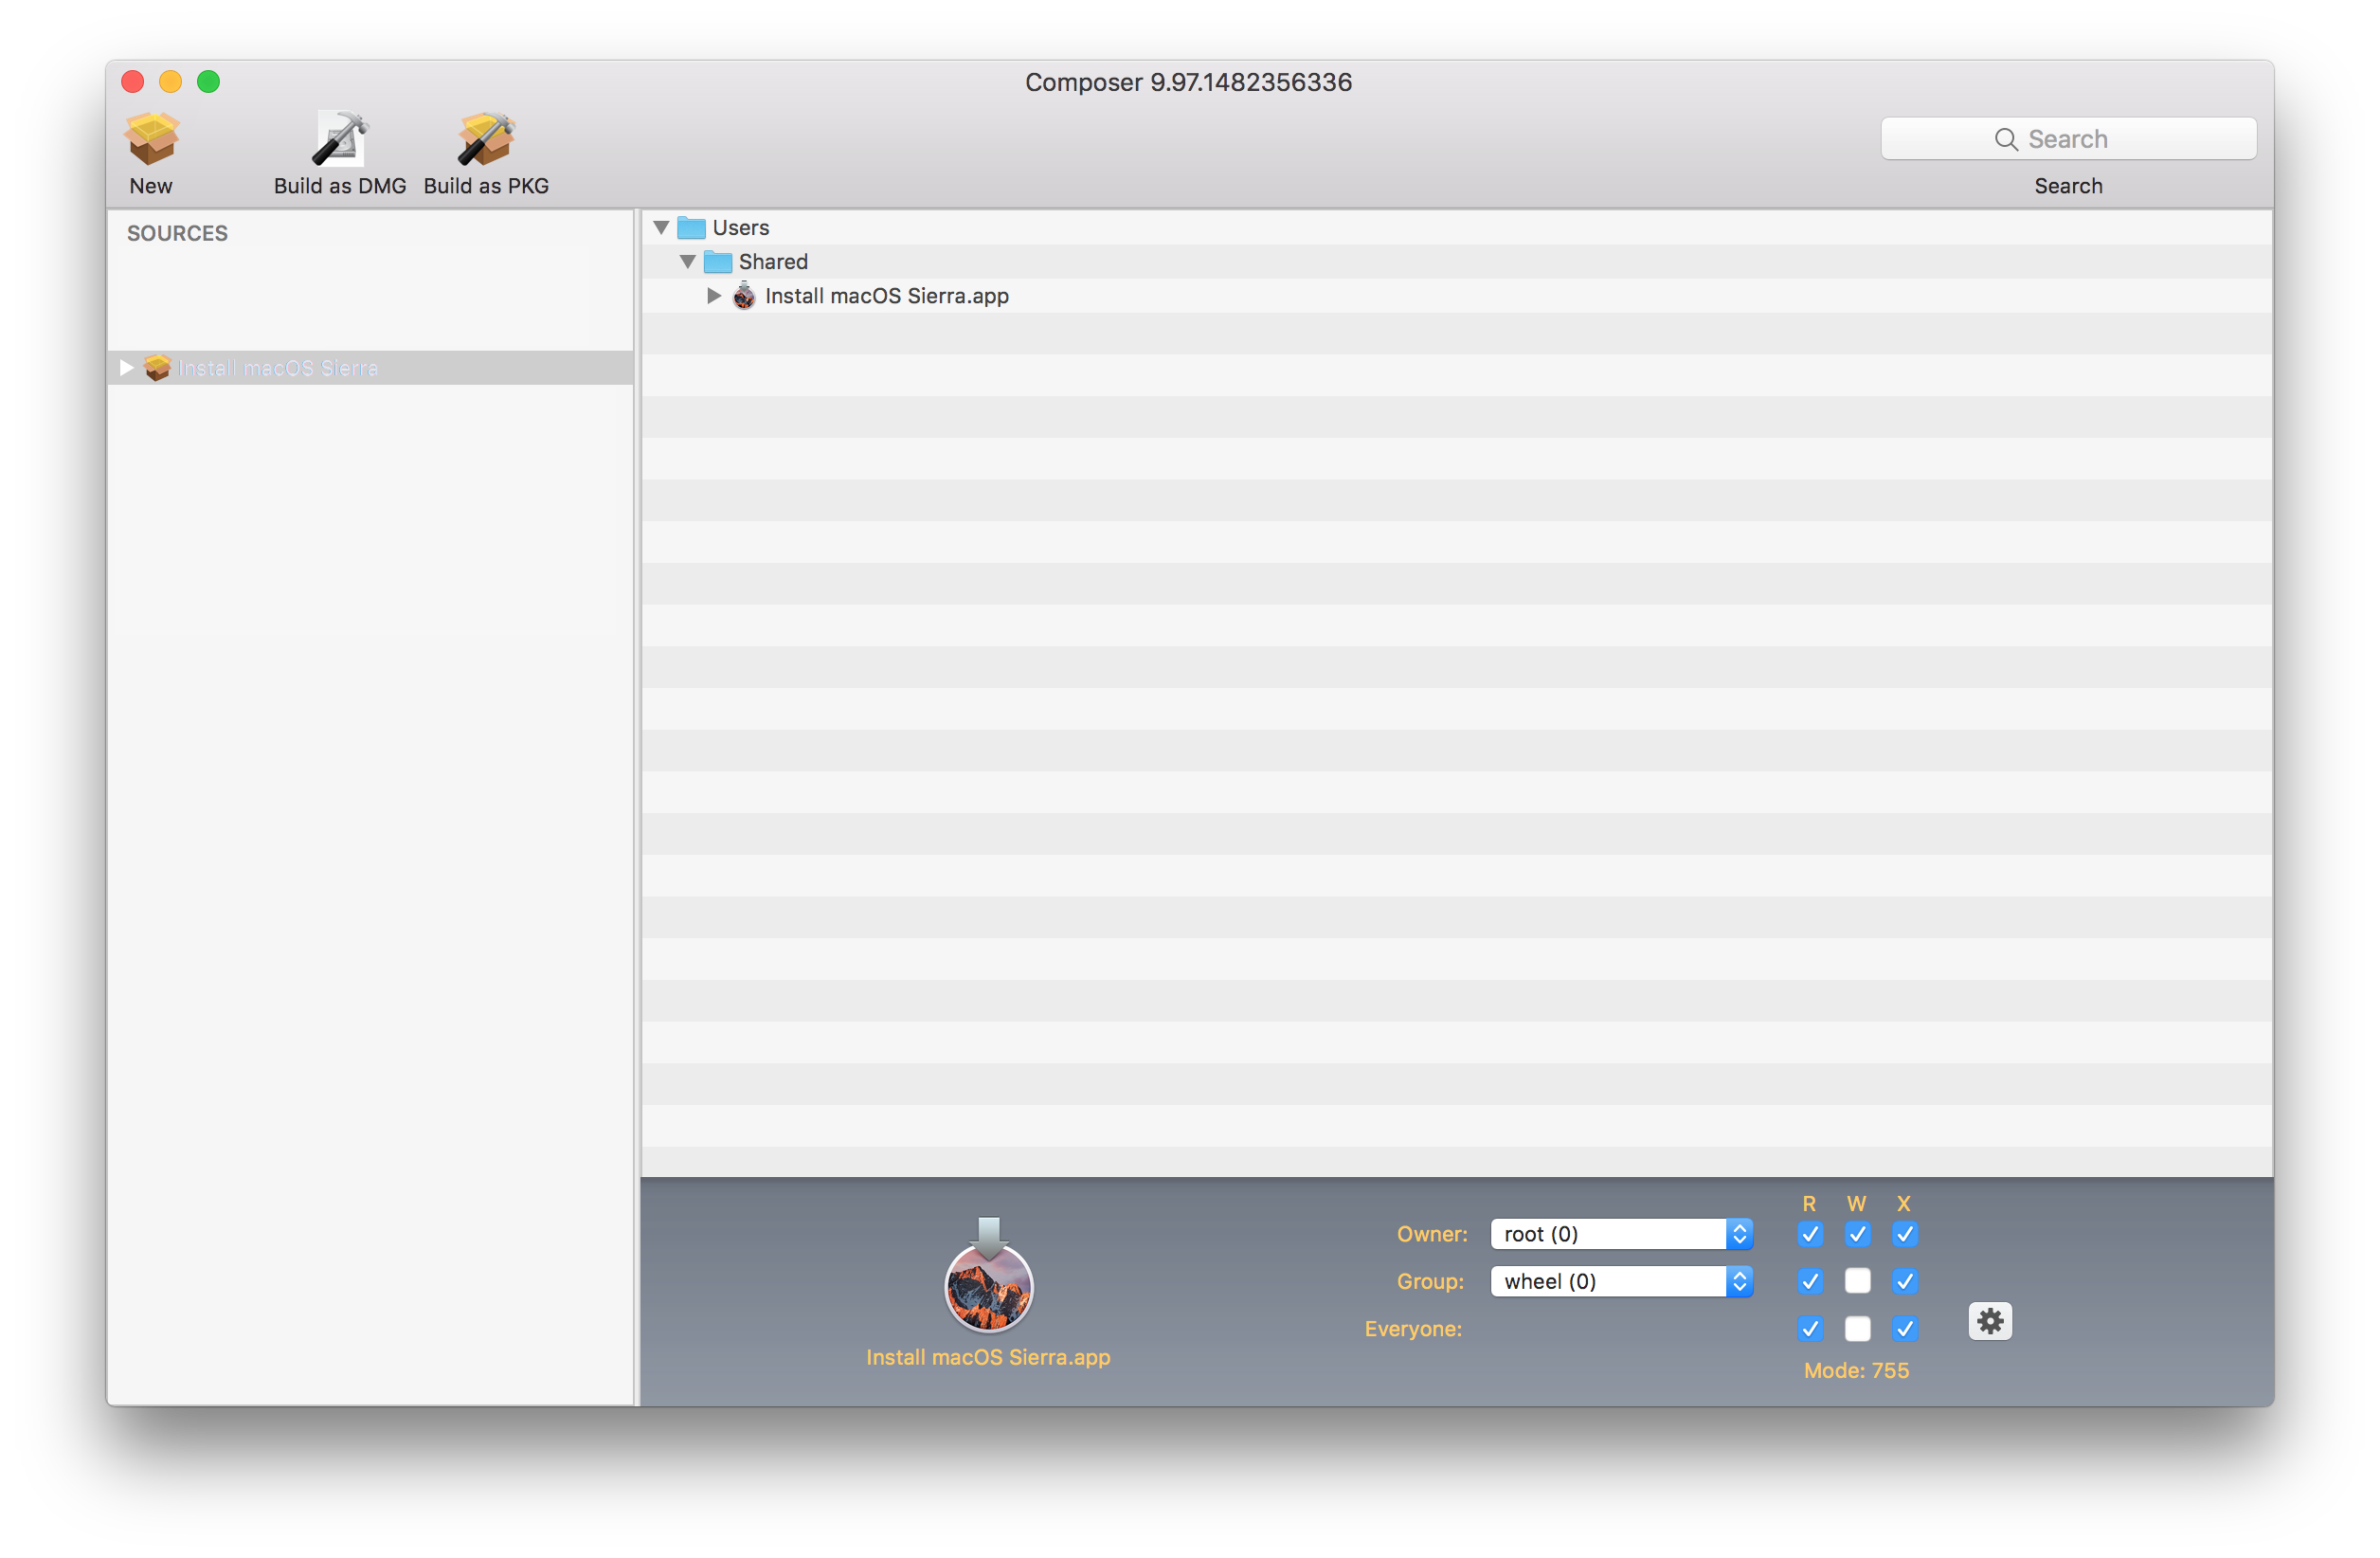 Composer 9.97.1482356336
New
Build as DMG
Build as PKG
Search
Search
SOURCES
Install macOS Sierra
Users
Shared
Install macOS Sierra.app
Install macOS Sierra.app
R W X
Owner: root (0)
Group: wheel (0)
Everyone:
Mode: 755